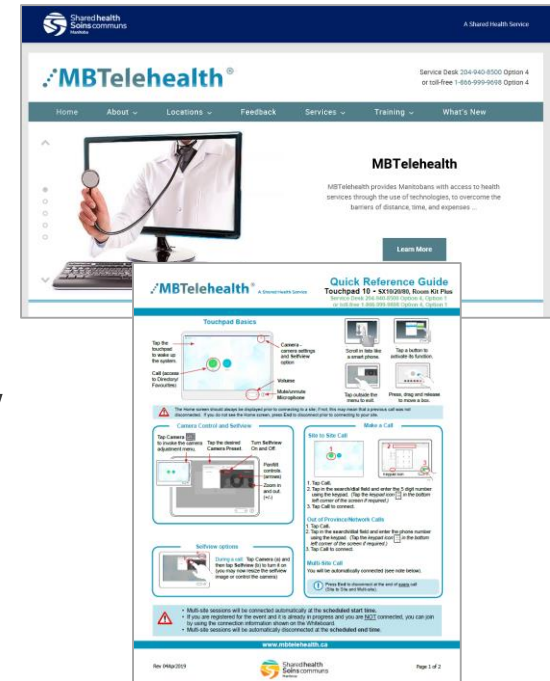 Shared health
Soins communs
Manitoba
A Shared Health Service
MBTelehealth®
Service Desk 204-940-8500 Option 4
or toll-free 1-866-999-9698 Option 4
Home About Locations Feedback Services Training What's New
MBTelehealth
MBTelehealth provides Manitobans with access to health
services through the use of technologies, to overcome the
barriers of distance, time, and expenses ...
Learn More
MBTelehealth® A Shared Health Service
Quick Reference Guide
Touchpad 10 • SX10/20/80, Room Kit Plus
Service Desk 204-940-8500 Option 4, Option 1
or toll-free 1-866-999-9698 Option 4, Option 1
Touchpad Basics
Tap the
touchpad
to wake up
the system.
Call (access
to Directory/
Favourites)
Camera -
camera settings
and Selfview
option
Volume
Mute/unmute
Microphone
Scroll in lists like
a smart phone.
Tap a button to
activate its function.
Tap outside the
menu to exit.
Press, drag and release
to move a box.
The Home screen should always be displayed prior to connecting to a site; if not, this may mean that a previous call was not
disconnected. If you do not see the Home screen, press End to disconnect prior to connecting to your site.
Camera Control and Selfview
Tap Camera
to invoke the camera
adjustment menu.
Tap the desired
Camera Preset
Turn Selfview
On and Off
Pan/tilt
controls
(arrows)
Zoom in
and out
(+/-)
Selfview options
During a call: Tap Camera (a) and
then tap Selfview (b) to turn it on
(you may now resize the selfview
image or control the camera).
Make a Call
Site to Site Call
1. Tap Call.
2. Tap in the search/dial field and enter the 5 digit number
using the keypad. (Tap the keypad icon in the bottom
left corner of the screen if required.)
3. Tap Call to connect.
Out of Province/Network Calls
1. Tap Call.
2. Tap in the search/dial field and enter the phone number
using the keypad. (Tap the keypad icon in the bottom
left corner of the screen if required.)
3. Tap Call to connect.
Multi-Site Call
You will be automatically connected (see note below).
Press End to disconnect at the end of every call
(Site to Site and Multi-site).
• Multi-site sessions will be connected automatically at the scheduled start time.
• If you are registered for the event and it is already in progress and you are NOT connected, you can join
by using the connection information shown on the Whiteboard.
• Multi-site sessions will be automatically disconnected at the scheduled end time.
www.mbtelehealth.ca
Rev 09Apr2019
Shared health
Soins communs
Manitoba
Page 1 of 2